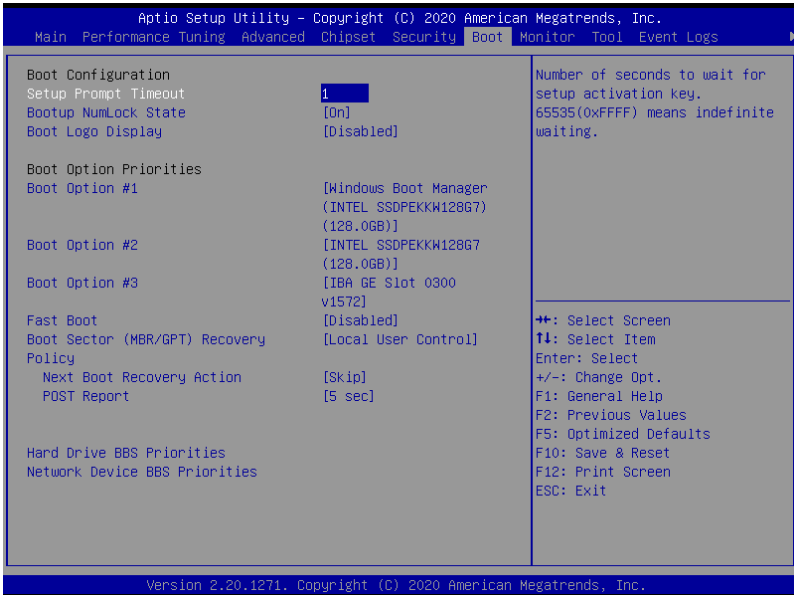 Aptio Setup Utility – Copyright (C) 2020 American Megatrends, Inc.
Main Performance Tuning Advanced Chipset Security Boot Monitor Tool Event Logs
Boot Configuration
Setup Prompt Timeout 1
Bootup NumLock State [On]
Boot Logo Display [Disabled]
Boot Option Priorities
Boot Option #1 [Windows Boot Manager
(INTEL SSDPEKKW128G7)
(128.0GB)]
Boot Option #2 [INTEL SSDPEKKW128G7
(128.0GB)]
Boot Option #3 [IBA GE Slot 0300
v1572]
Fast Boot [Disabled]
Boot Sector (MBR/GPT) Recovery [Local User Control]
Policy
Next Boot Recovery Action [Skip]
POST Report [5 sec]
Hard Drive BBS Priorities
Network Device BBS Priorities
Number of seconds to wait for
setup activation key.
65535(0xFFFF) means indefinite
waiting.
→←: Select Screen
↑↓: Select Item
Enter: Select
+/-: Change Opt.
F1: General Help
F2: Previous Values
F5: Optimized Defaults
F10: Save & Reset
F12: Print Screen
ESC: Exit
Version 2.20.1271. Copyright (C) 2020 American Megatrends, Inc.